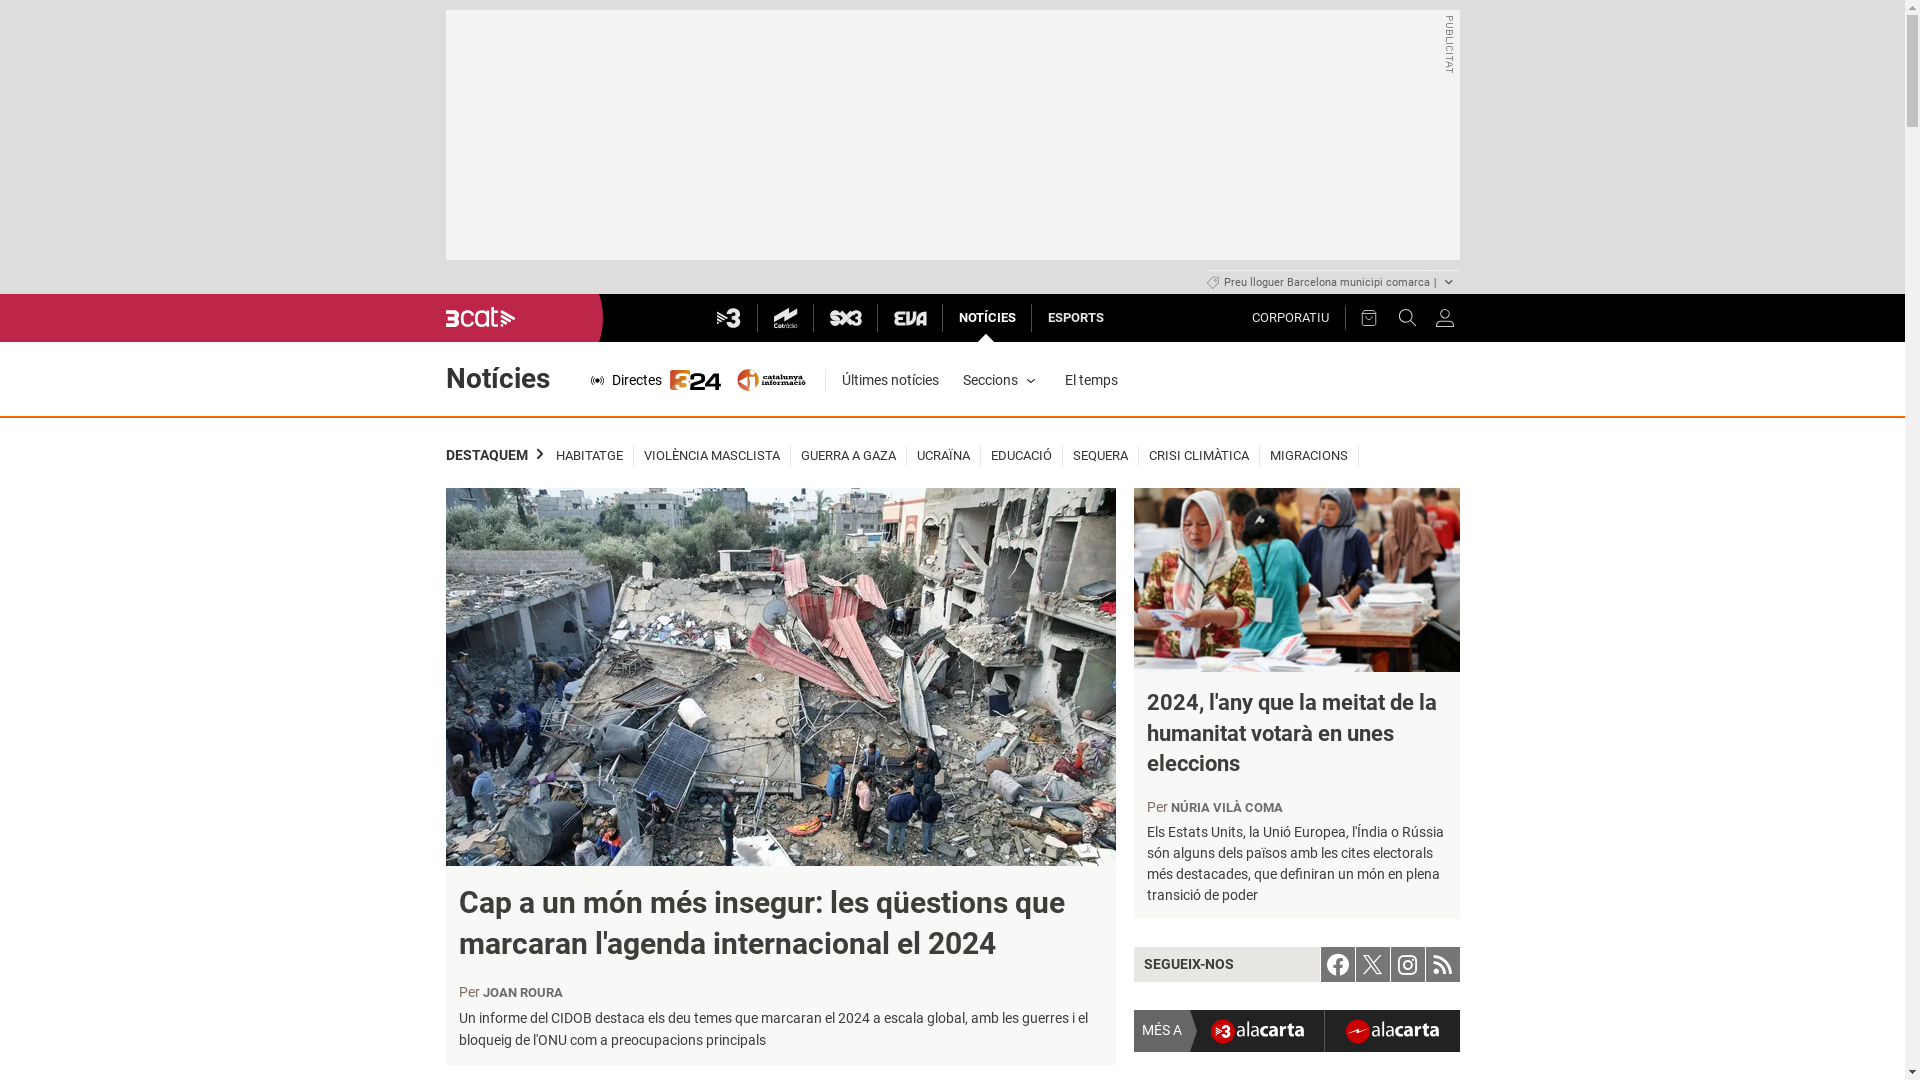 PUBLICITAT
Preu lloguer Barcelona municipi comarca |
3cat
3
Catràdio
SX3
EVA
NOTÍCIES
ESPORTS
CORPORATIU
Notícies
Directes
324
catalunya
informació
Últimes notícies
Seccions
El temps
DESTAQUEM
HABITATGE
VIOLÈNCIA MASCLISTA
GUERRA A GAZA
UCRAÏNA
EDUCACIÓ
SEQUERA
CRISI CLIMÀTICA
MIGRACIONS
Cap a un món més insegur: les qüestions que
marcaran l'agenda internacional el 2024
Per JOAN ROURA
Un informe del CIDOB destaca els deu temes que marcaran el 2024 a escala global, amb les guerres i el
bloqueig de l'ONU com a preocupacions principals
2024, l'any que la meitat de la
humanitat votarà en unes
eleccions
Per NÚRIA VILÀ COMA
Els Estats Units, la Unió Europea, l'Índia o Rússia
són alguns dels països amb les cites electorals
més destacades, que definiran un món en plena
transició de poder
SEGUEIX-NOS
MÉS A
3 alacarta
alacarta